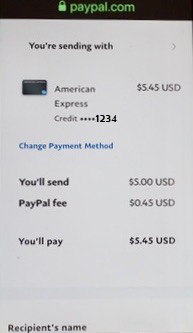 paypal.com
You're sending with >
American $5.45 USD
Express
Credit ••••1234
Change Payment Method
You'll send $5.00 USD
PayPal fee $0.45 USD
You'll pay $5.45 USD
Recipient's name